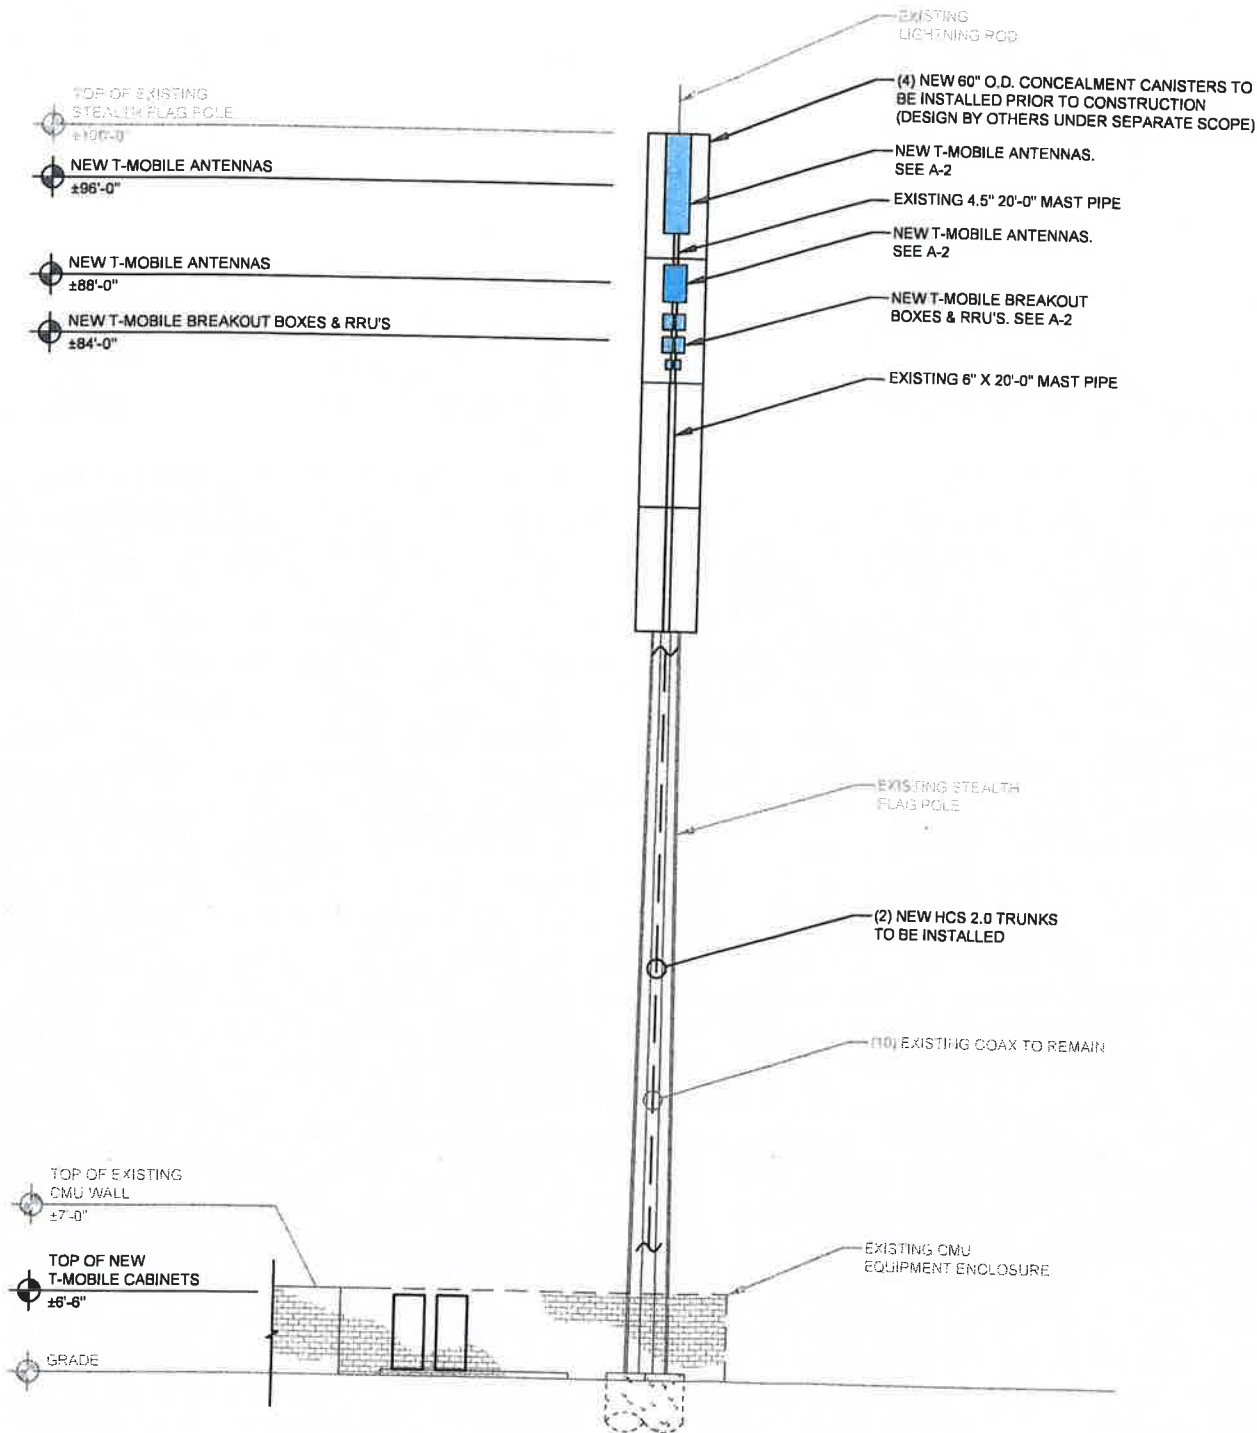 EXISTING
LIGHTNING ROD
TOP OF EXISTING
STEALTH FLAG POLE
±100'-0"
(4) NEW 60" O.D. CONCEALMENT CANISTERS TO
BE INSTALLED PRIOR TO CONSTRUCTION
(DESIGN BY OTHERS UNDER SEPARATE SCOPE)
NEW T-MOBILE ANTENNAS
±96'-0"
NEW T-MOBILE ANTENNAS.
SEE A-2
EXISTING 4.5" 20'-0" MAST PIPE
NEW T-MOBILE ANTENNAS.
SEE A-2
NEW T-MOBILE ANTENNAS
±88'-0"
NEW T-MOBILE BREAKOUT
BOXES & RRU'S. SEE A-2
NEW T-MOBILE BREAKOUT BOXES & RRU'S
±84'-0"
EXISTING 6" X 20'-0" MAST PIPE
EXISTING STEALTH
FLAG POLE
(2) NEW HCS 2.0 TRUNKS
TO BE INSTALLED
(10) EXISTING COAX TO REMAIN
TOP OF EXISTING
CMU WALL
±7'-0"
TOP OF NEW
T-MOBILE CABINETS
±6'-6"
EXISTING CMU
EQUIPMENT ENCLOSURE
GRADE